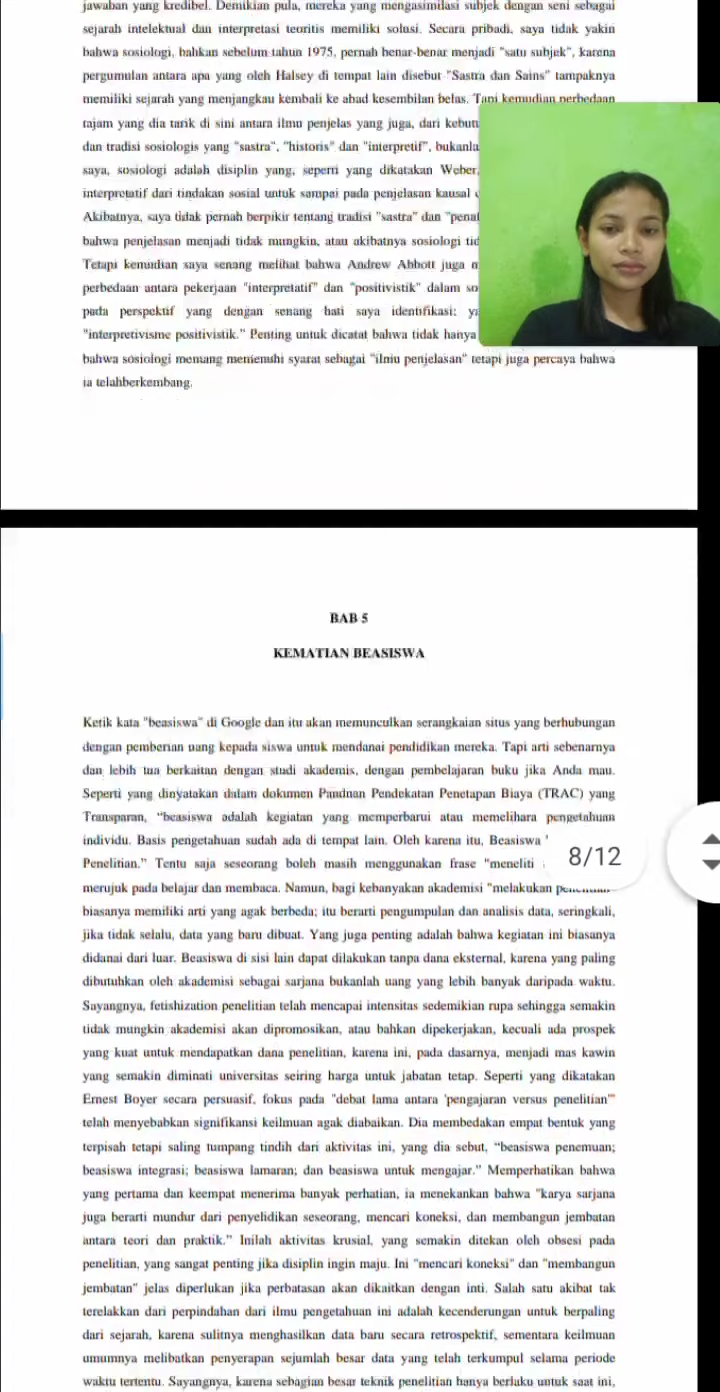 jawaban yang kredibel. Demikian pula, mereka yang mengasimilasi subjek dengan seni sebagai
sejarah intelektual dan interpretasi teoritis memiliki solusi. Secara pribadi, saya tidak yakin
bahwa sosiologi, bahkan sebelum tahun 1975, pernah benar-benar menjadi "satu subjek", karena
pergumulan antara apa yang oleh Halsey di tempat lain disebut "Sastra dan Sains" tampaknya
memiliki sejarah yang menjangkau kembali ke abad kesembilan belas. Tapi kemudian perbedaan
tajam yang dia tarik di sini antara ilmu penjelas yang juga, dari
dan tradisi sosiologis yang "sastra", "historis" dan "interpretif",
saya, sosiologi adalah disiplin yang, seperti yang dikatakan Weber,
interpretatif dari tindakan sosial untuk sampai pada penjelasan kausal
Akibatnya, saya tidak pernah berpikir tentang tradisi "sastra" dan
bahwa penjelasan menjadi tidak mungkin, atau akibatnya sosiologi
Tetapi kemudian saya senang melihat bahwa Andrew Abbott juga
perbedaan antara pekerjaan "interpretatif" dan "positivistik" dalam
pada perspektif yang dengan senang hati saya identifikasi:
"interpretivisme positivistik." Penting untuk dicatat bahwa tidak hanya
bahwa sosiologi memang memenuhi syarat sebagai "ilmu penjelasan" tetapi juga percaya bahwa
ia telahberkembang.
BAB 5
KEMATIAN BEASISWA
Ketik kata "beasiswa" di Google dan itu akan memunculkan serangkaian situs yang berhubungan
dengan pemberian uang kepada siswa untuk mendanai pendidikan mereka. Tapi arti sebenarnya
dan lebih tua berkaitan dengan studi akademis, dengan pembelajaran buku jika Anda mau.
Seperti yang dinyatakan dalam dokumen Panduan Pendekatan Penetapan Biaya (TRAC) yang
Transparan, "beasiswa adalah kegiatan yang memperbarui atau memelihara pengetahuan
individu. Basis pengetahuan sudah ada di tempat lain. Oleh karena itu, Beasiswa
Penelitian." Tentu saja seseorang boleh masih menggunakan frase "meneliti
8/12
merujuk pada belajar dan membaca. Namun, bagi kebanyakan akademisi "melakukan
biasanya memiliki arti yang agak berbeda; itu berarti pengumpulan dan analisis data, seringkali,
jika tidak selalu, data yang baru dibuat. Yang juga penting adalah bahwa kegiatan ini biasanya
didanai dari luar. Beasiswa di sisi lain dapat dilakukan tanpa dana eksternal, karena yang paling
dibutuhkan oleh akademisi sebagai sarjana bukanlah uang yang lebih banyak daripada waktu.
Sayangnya, fetishization penelitian telah mencapai intensitas sedemikian rupa sehingga semakin
tidak mungkin akademisi akan dipromosikan, atau bahkan dipekerjakan, kecuali ada prospek
yang kuat untuk mendapatkan dana penelitian, karena ini, pada dasarnya, menjadi mas kawin
yang semakin diminati universitas seiring harga untuk jabatan tetap. Seperti yang dikatakan
Ernest Boyer secara persuasif, fokus pada "debat lama antara 'pengajaran versus penelitian'"
telah menyebabkan signifikansi keilmuan agak diabaikan. Dia membedakan empat bentuk yang
terpisah tetapi saling tumpang tindih dari aktivitas ini, yang dia sebut, "beasiswa penemuan;
beasiswa integrasi; beasiswa lamaran; dan beasiswa untuk mengajar." Memperhatikan bahwa
yang pertama dan keempat menerima banyak perhatian, ia menekankan bahwa "karya sarjana
juga berarti mundur dari penyelidikan seseorang, mencari koneksi, dan membangun jembatan
antara teori dan praktik." Inilah aktivitas krusial, yang semakin ditekan oleh obsesi pada
penelitian, yang sangat penting jika disiplin ingin maju. Ini "mencari koneksi" dan "membangun
jembatan" jelas diperlukan jika perbatasan akan dikaitkan dengan inti. Salah satu akibat tak
terelakkan dari perpindahan dari ilmu pengetahuan ini adalah kecenderungan untuk berpaling
dari sejarah, karena sulitnya menghasilkan data baru secara retrospektif, sementara keilmuan
umumnya melibatkan penyerapan sejumlah besar data yang telah terkumpul selama periode
waktu tertentu. Sayangnya, karena sebagian besar teknik penelitian hanya berlaku untuk saat ini,